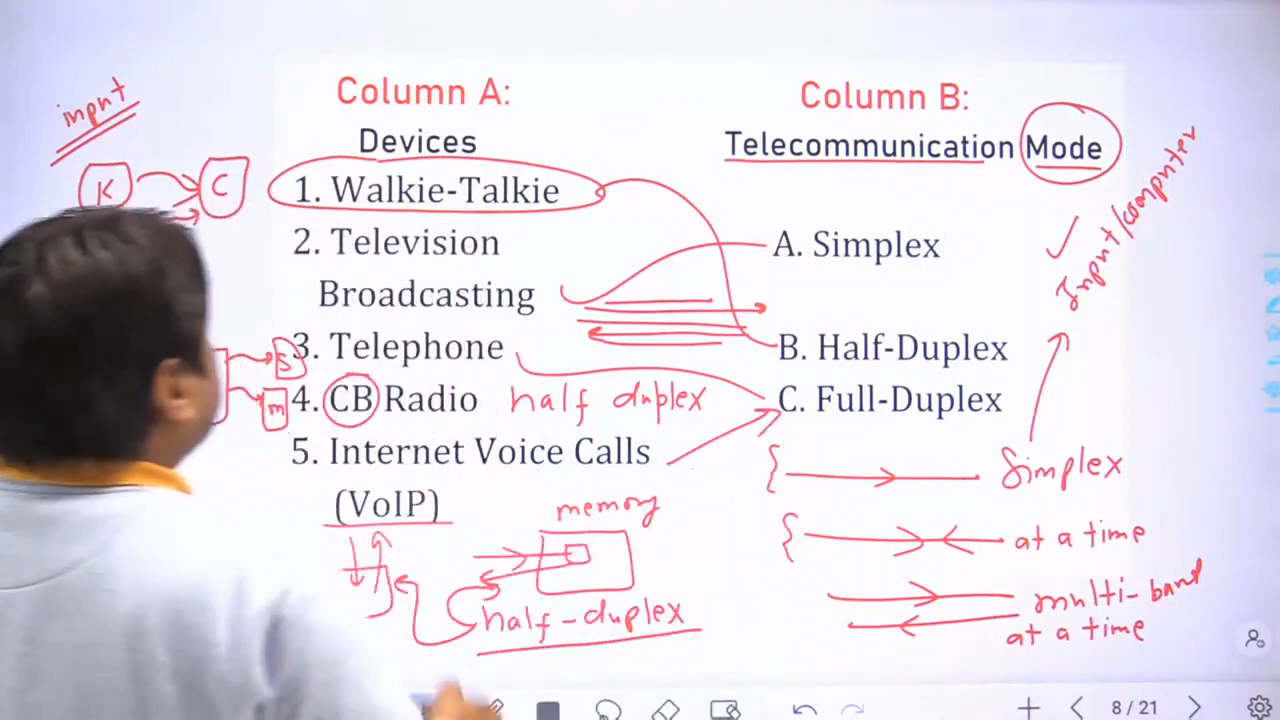 Column A:
Column B:
Devices
Telecommunication Mode
input
K
C
1. Walkie-Talkie
2. Television
Broadcasting
A. Simplex
Input/computer
3. Telephone
B. Half-Duplex
S
m
4. CB Radio
half duplex
C. Full-Duplex
5. Internet Voice Calls
(VoIP)
Simplex
memory
at a time
half-duplex
multi-band
at a time
8/21